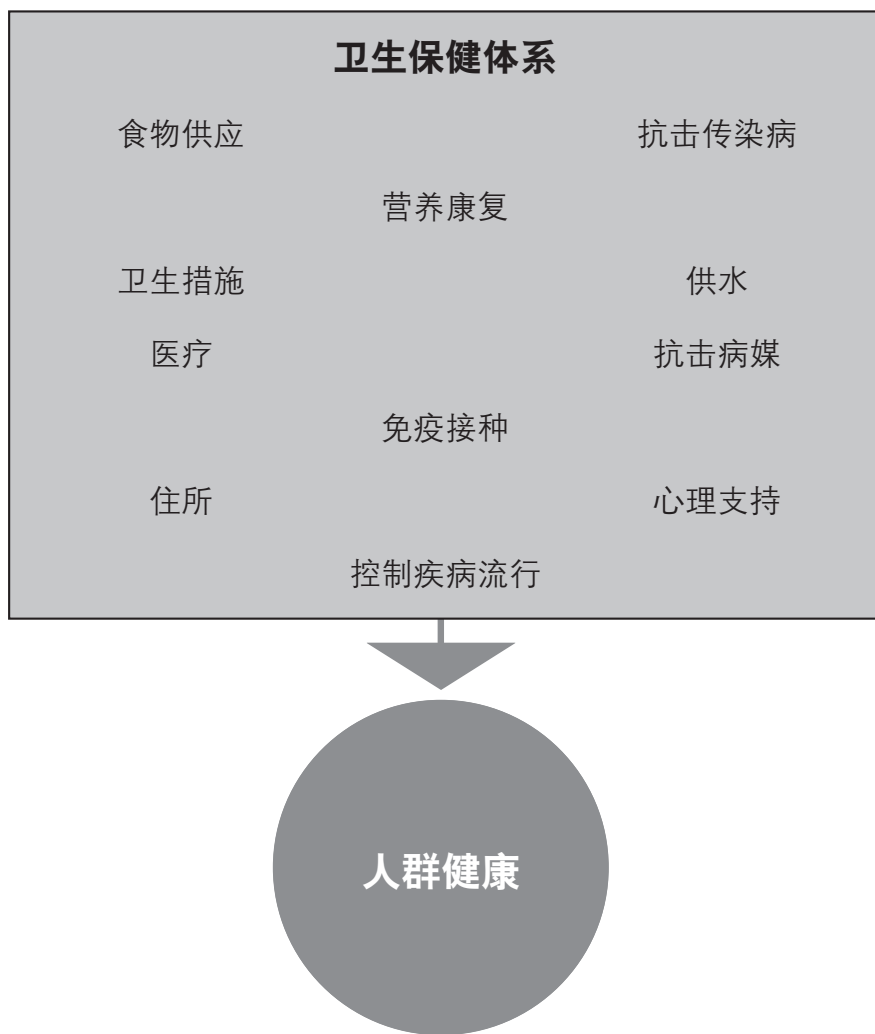 卫生保健体系
食物供应 抗击传染病
营养康复
卫生措施 供水
医疗 抗击病媒
免疫接种
住所 心理支持
控制疾病流行
人群健康